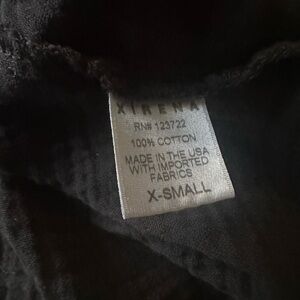 XIRENA
RN# 123722
100% COTTON
MADE IN THE USA
WITH IMPORTED
FABRICS
X-SMALL